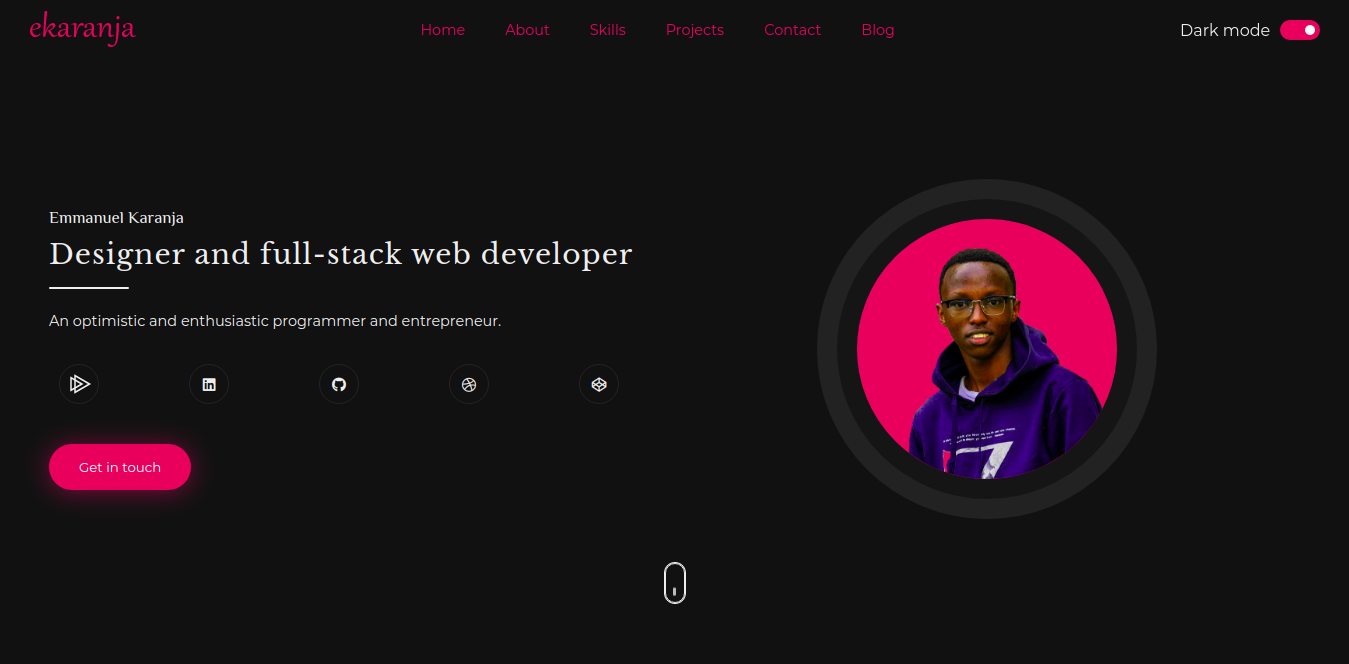 ekaranja
Home About Skills Projects Contact Blog
Dark mode
Emmanuel Karanja
Designer and full-stack web developer
An optimistic and enthusiastic programmer and entrepreneur.
Get in touch